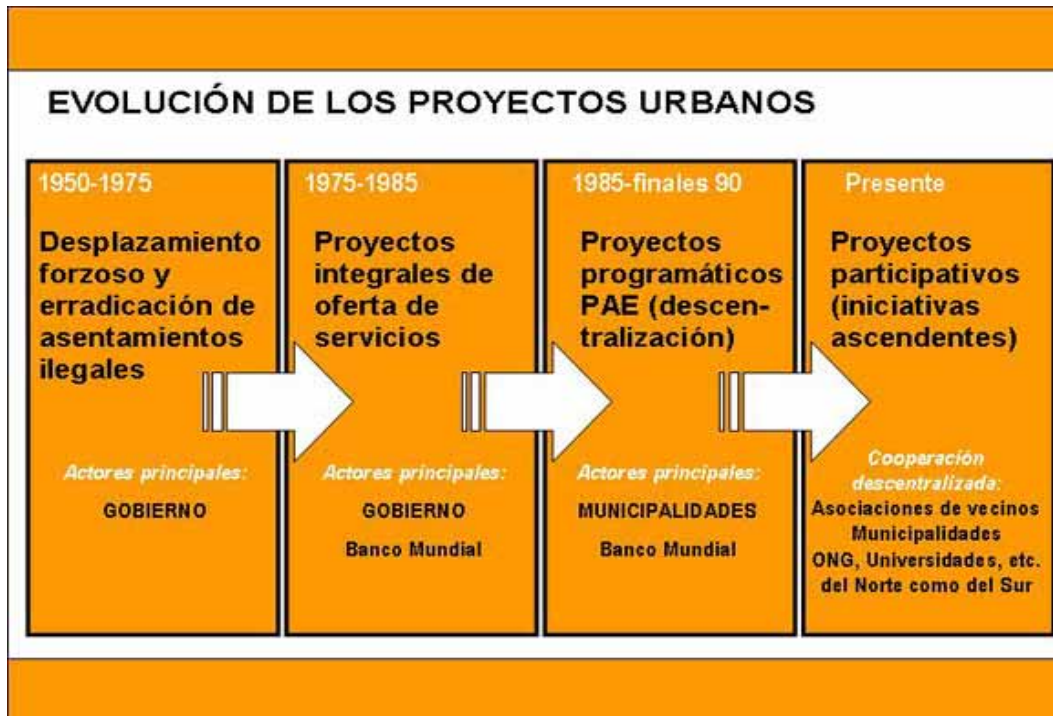 EVOLUCIÓN DE LOS PROYECTOS URBANOS
1950-1975
Desplazamiento
forzoso y
erradicación de
asentamientos
ilegales
Actores principales:
GOBIERNO
1975-1985
Proyectos
integrales de
oferta de
servicios
Actores principales:
GOBIERNO
Banco Mundial
1985-finales 90
Proyectos
programáticos
PAE (descen-
tralización)
Actores principales:
MUNICIPALIDADES
Banco Mundial
Presente
Proyectos
participativos
(iniciativas
ascendentes)
Cooperación
descentralizada:
Asociaciones de vecinos
Municipalidades
ONG, Universidades, etc.
del Norte como del Sur